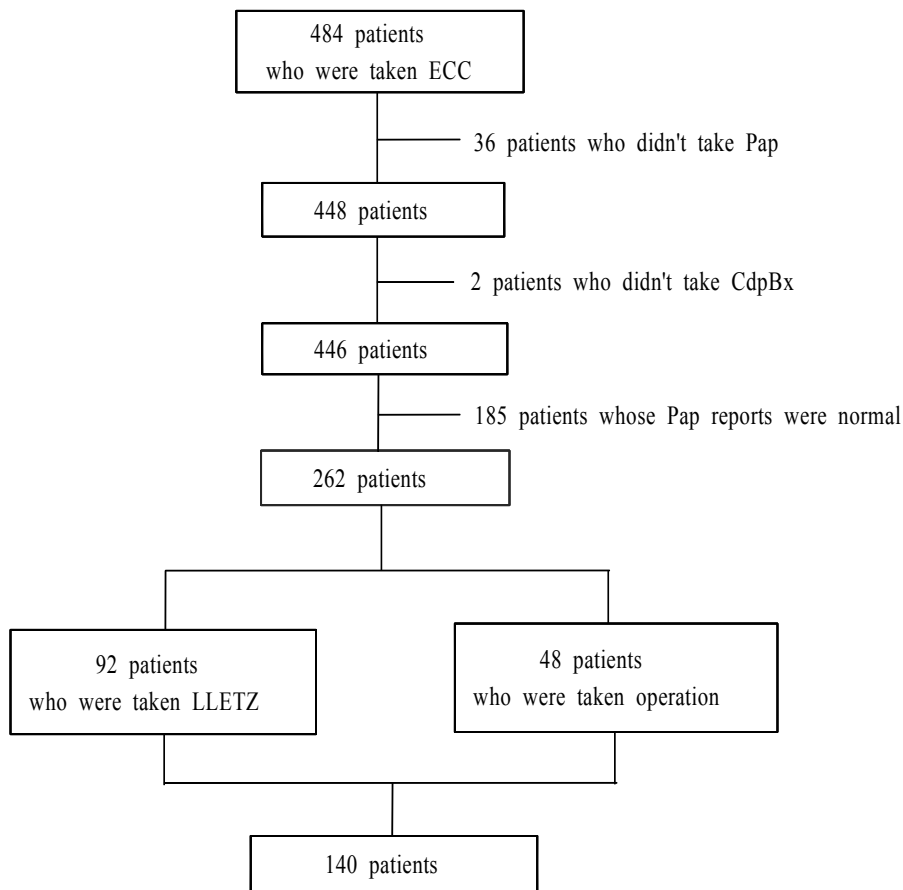 484 patients
who were taken ECC
36 patients who didn't take Pap
448 patients
2 patients who didn't take CdpBx
446 patients
185 patients whose Pap reports were normal
262 patients
92 patients
who were taken LLETZ
48 patients
who were taken operation
140 patients